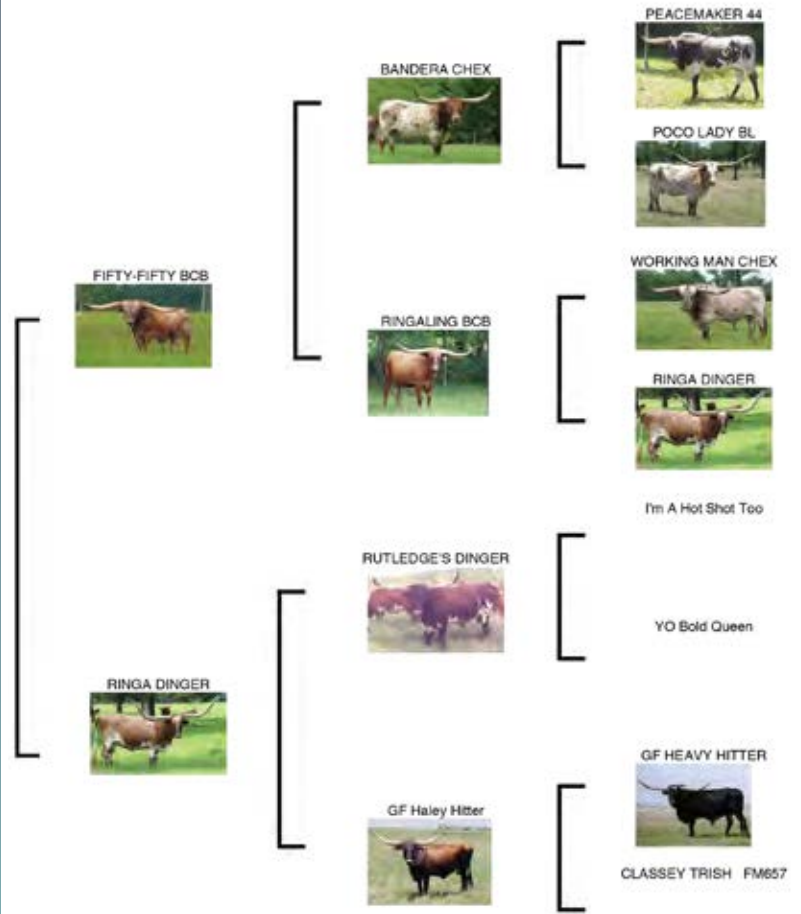 PEACEMAKER 44
BANDERA CHEX
POCO LADY BL
WORKING MAN CHEX
FIFTY-FIFTY BCB
RINGALING BCB
RINGA DINGER
I'm A Hot Shot Too
RUTLEDGE'S DINGER
YO Bold Queen
RINGA DINGER
GF HEAVY HITTER
GF Haley Hitter
CLASSEY TRISH FM657